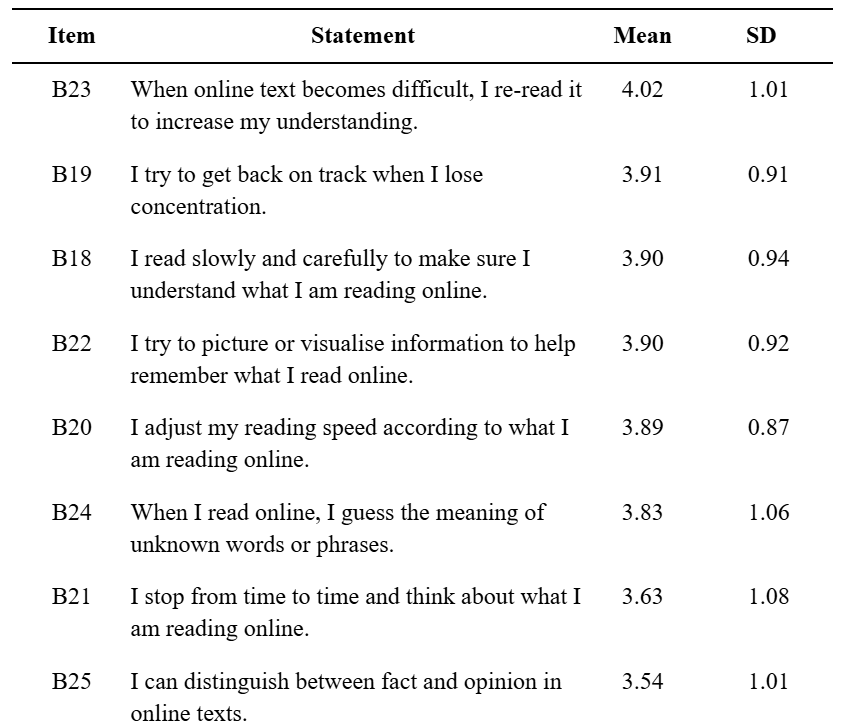 Item Statement Mean SD
B23 When online text becomes difficult, I re-read it 4.02 1.01
to increase my understanding.
B19 I try to get back on track when I lose 3.91 0.91
concentration.
B18 I read slowly and carefully to make sure I 3.90 0.94
understand what I am reading online.
B22 I try to picture or visualise information to help 3.90 0.92
remember what I read online.
B20 I adjust my reading speed according to what I 3.89 0.87
am reading online.
B24 When I read online, I guess the meaning of 3.83 1.06
unknown words or phrases.
B21 I stop from time to time and think about what I 3.63 1.08
am reading online.
B25 I can distinguish between fact and opinion in 3.54 1.01
online texts.